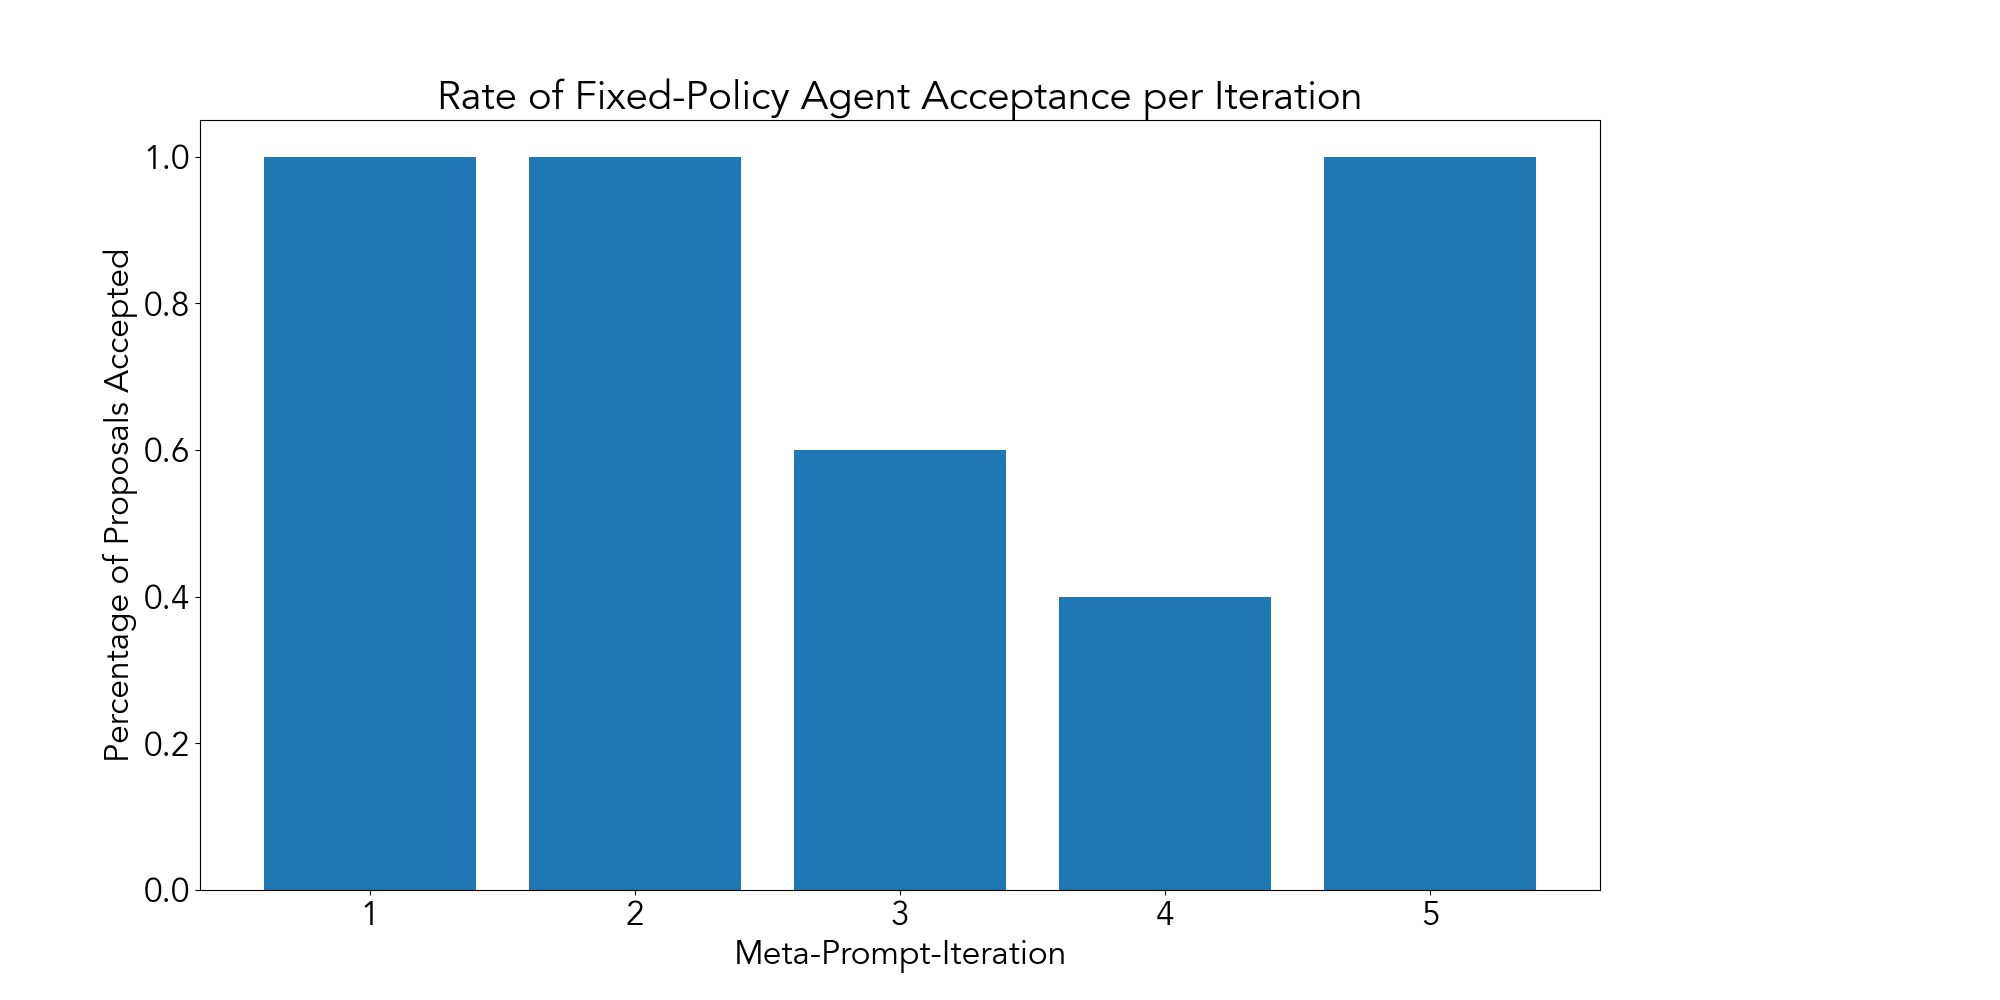 Rate of Fixed-Policy Agent Acceptance per Iteration
Percentage of Proposals Accepted
1.0
0.8
0.6
0.4
0.2
0.0
1 2 3 4 5
Meta-Prompt-Iteration